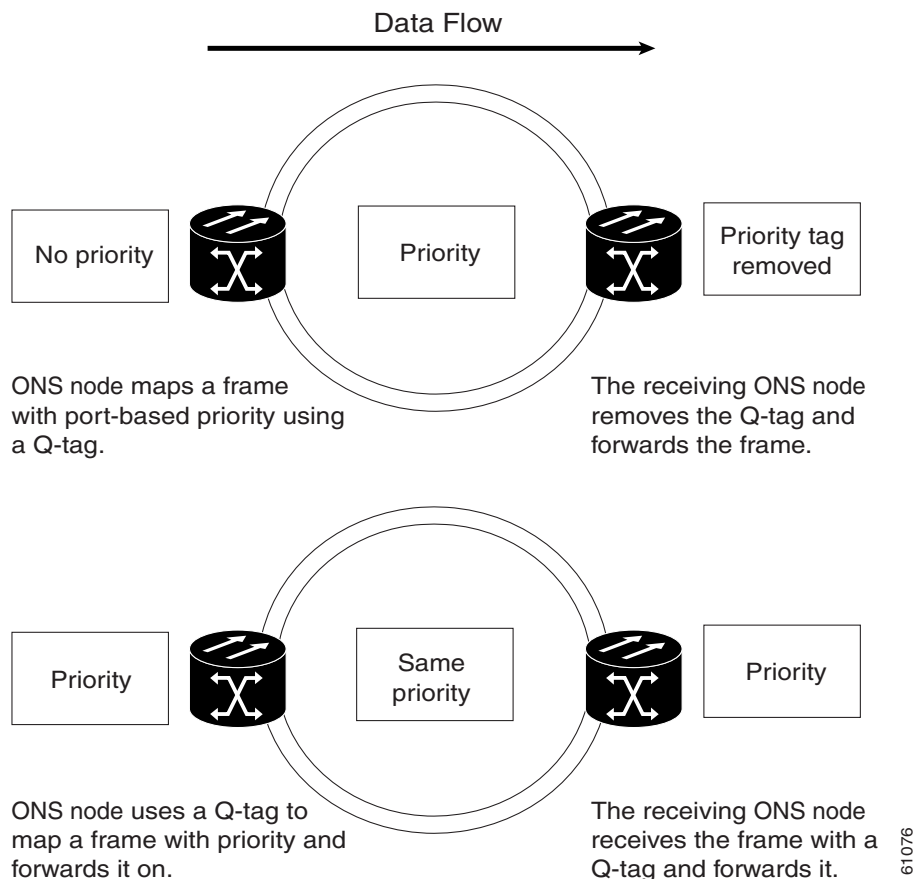 Data Flow
No priority
Priority
Priority tag
removed
ONS node maps a frame
with port-based priority using
a Q-tag.
The receiving ONS node
removes the Q-tag and
forwards the frame.
Priority
Same
priority
Priority
ONS node uses a Q-tag to
map a frame with priority and
forwards it on.
The receiving ONS node
receives the frame with a
Q-tag and forwards it.
61076